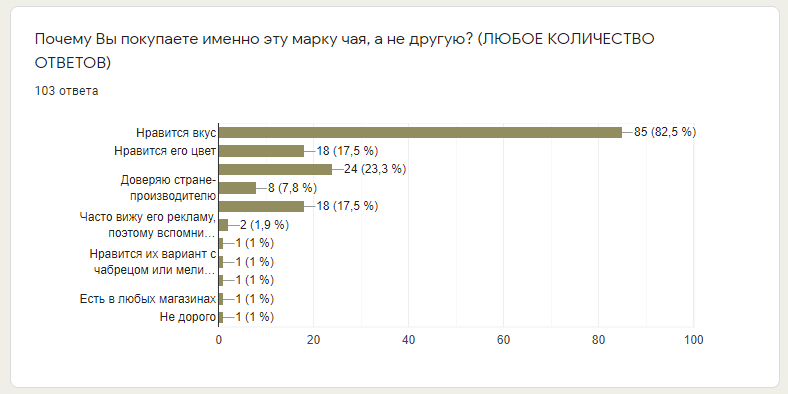 Почему Вы покупаете именно эту марку чая, а не другую? (ЛЮБОЕ КОЛИЧЕСТВО
ОТВЕТОВ)
103 ответа
Нравится вкус
85 (82,5 %)
Нравится его цвет
18 (17,5 %)
24 (23,3 %)
Доверяю стране-
производителю
8 (7,8 %)
18 (17,5 %)
Часто вижу его рекламу,
поэтому вспомни…
2 (1,9 %)
1 (1 %)
Нравится их вариант с
чабрецом или мели…
1 (1 %)
1 (1 %)
Есть в любых магазинах
1 (1 %)
Не дорого
1 (1 %)
0 20 40 60 80 100